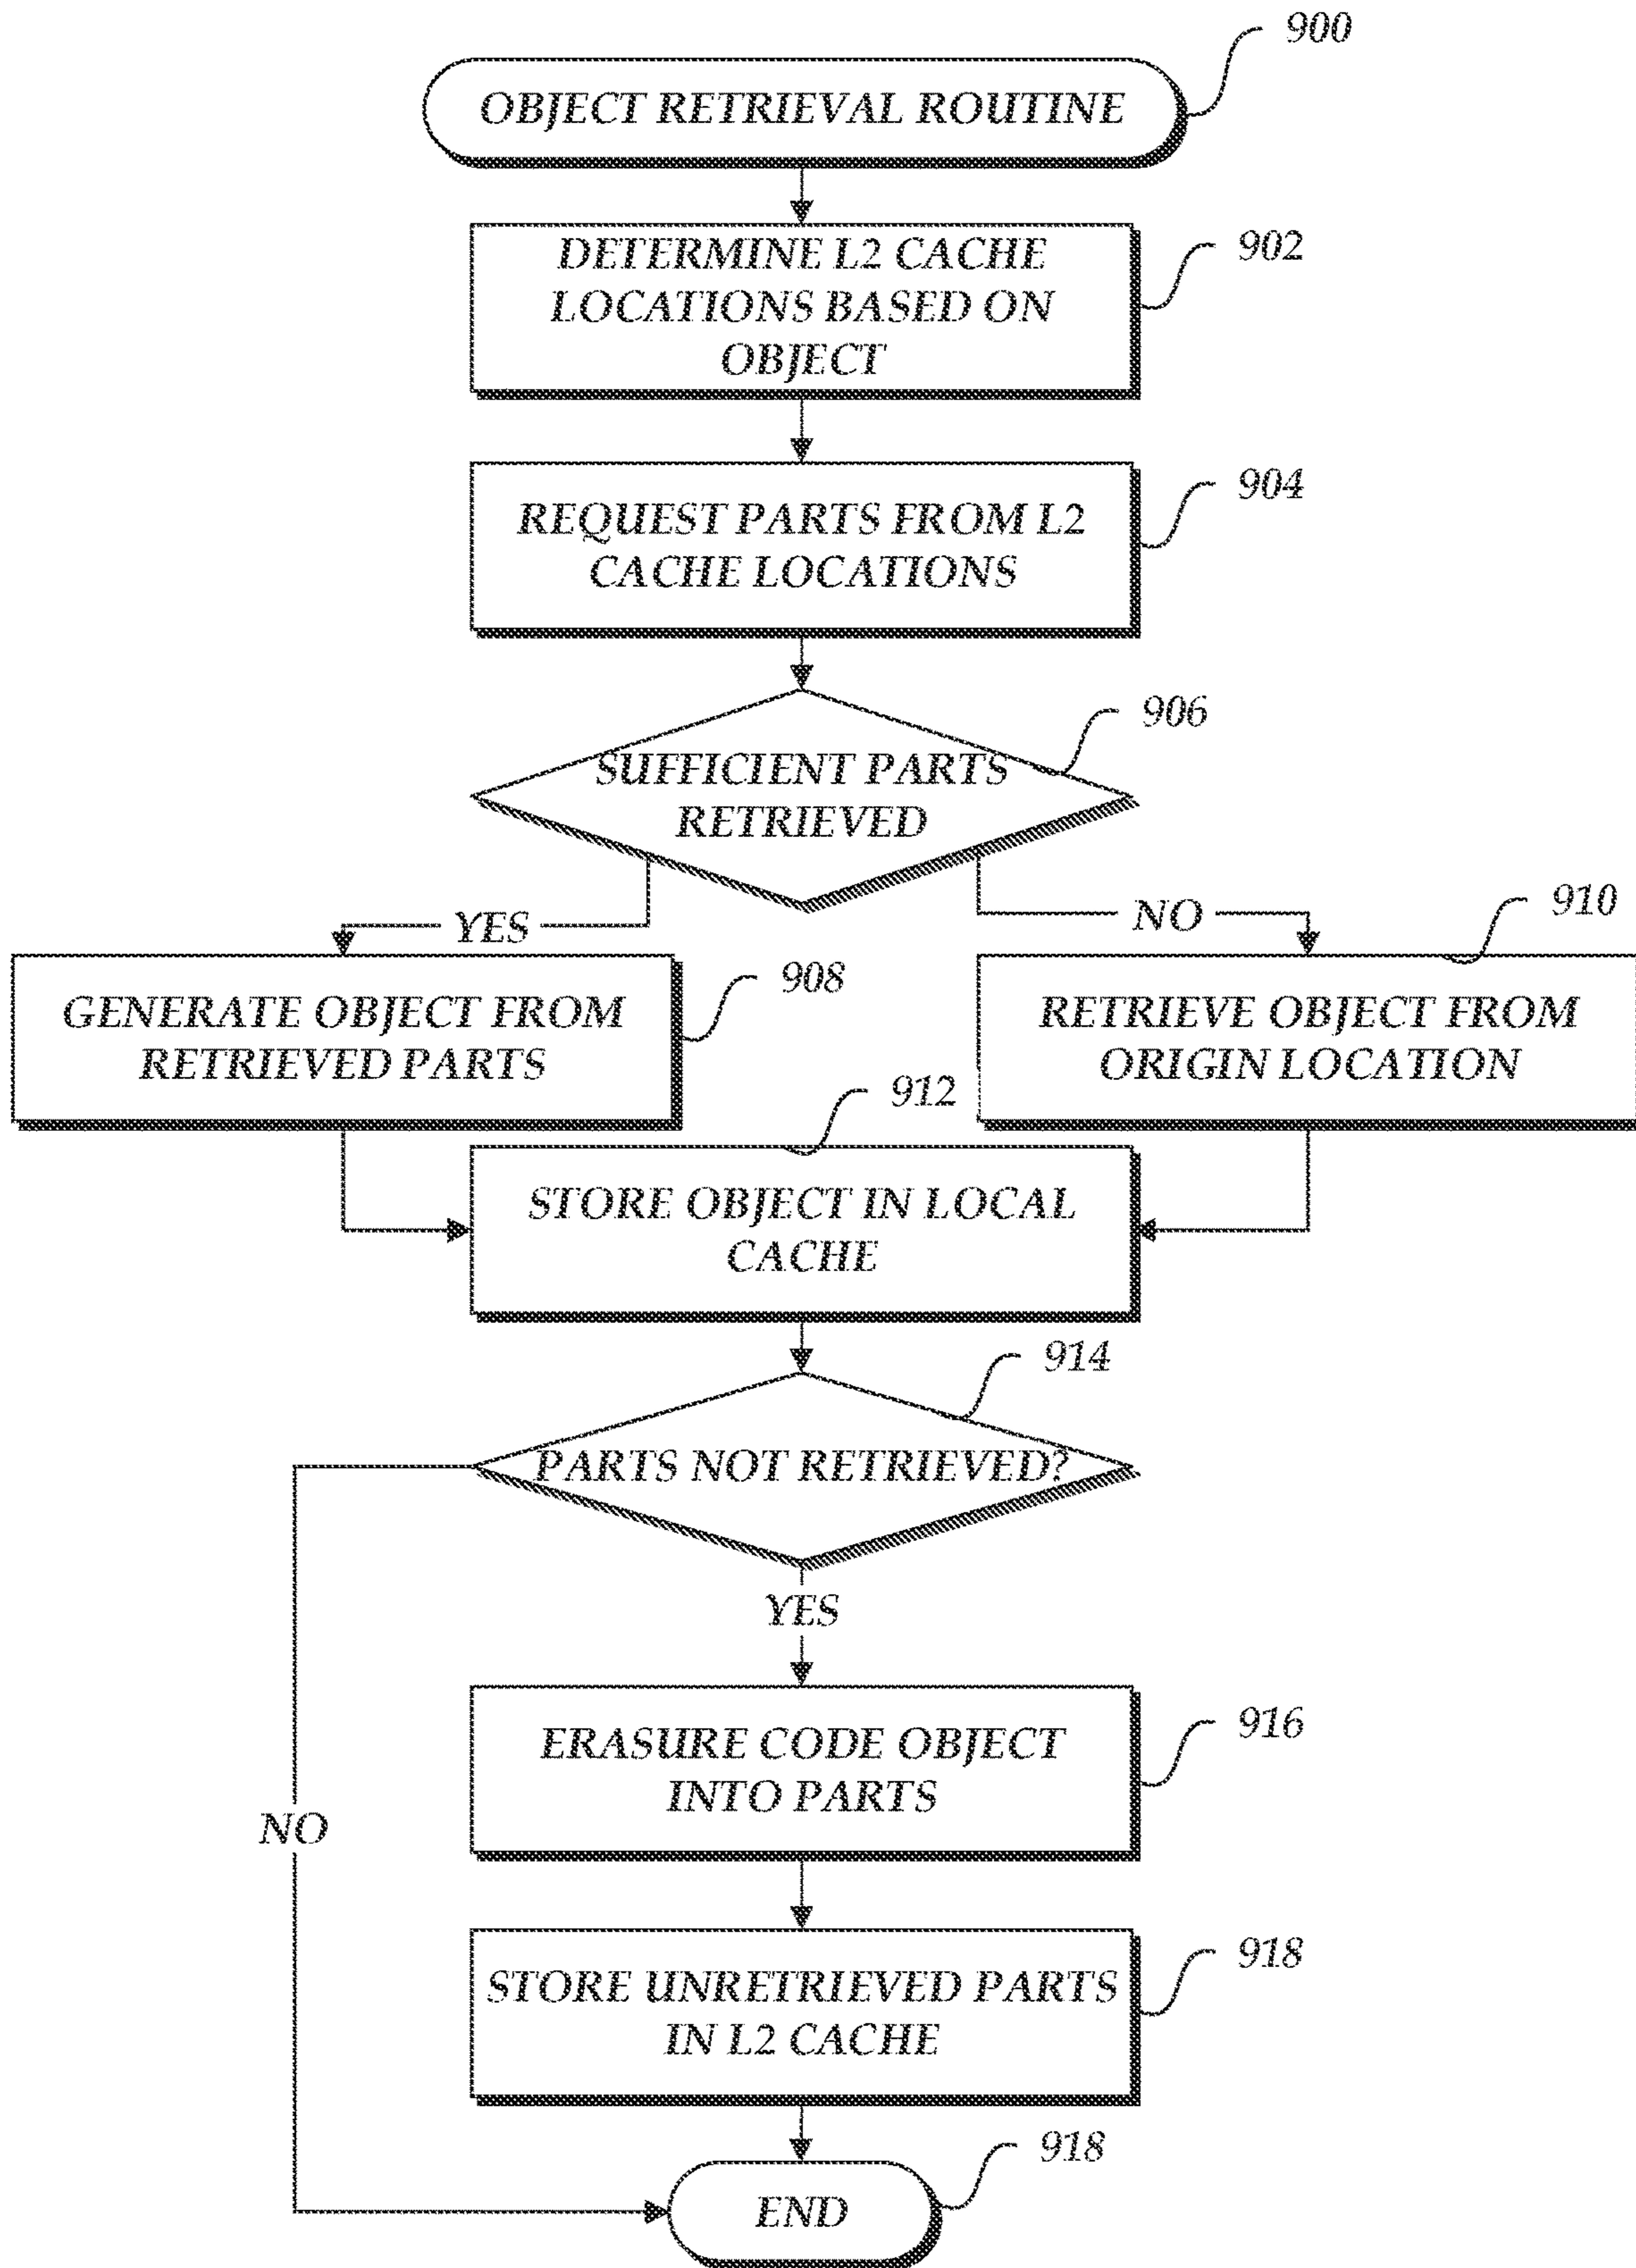 900
OBJECT RETRIEVAL ROUTINE
902
DETERMINE L2 CACHE
LOCATIONS BASED ON
OBJECT
904
REQUEST PARTS FROM L2
CACHE LOCATIONS
906
SUFFICIENT PARTS
RETRIEVED
YES
NO
910
908
GENERATE OBJECT FROM
RETRIEVED PARTS
RETRIEVE OBJECT FROM
ORIGIN LOCATION
912
STORE OBJECT IN LOCAL
CACHE
914
PARTS NOT RETRIEVED?
YES
916
ERASURE CODE OBJECT
INTO PARTS
NO
918
STORE UNRETRIEVED PARTS
IN L2 CACHE
918
END